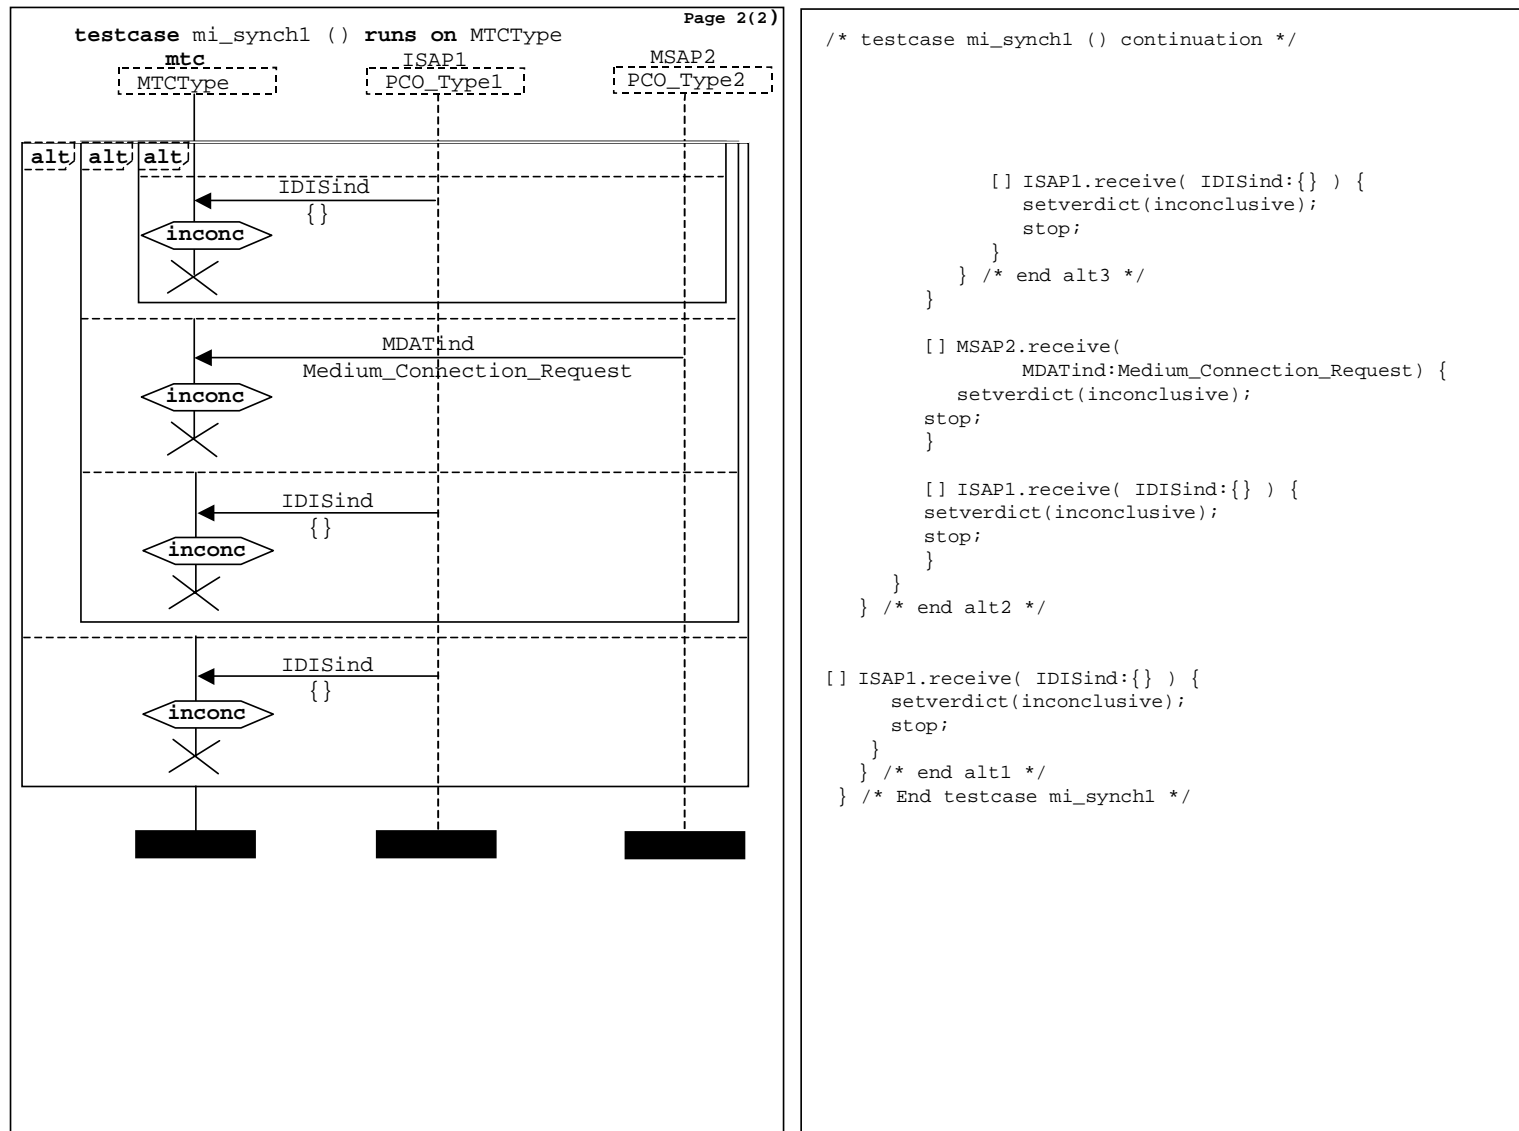 Page 2(2)
testcase mi_synch1 () runs on MTCType
mtc
ISAP1
MSAP2
MTCType
PCO_Type1
PCO_Type2
alt
alt
alt
IDISind
{}
inconc
MDATind
Medium_Connection_Request
inconc
IDISind
{}
inconc
IDISind
{}
inconc
/* testcase mi_synch1 () continuation */
[] ISAP1.receive( IDISind:{} ) {
setverdict(inconclusive);
stop;
}
} /* end alt3 */
}
[] MSAP2.receive(
MDATind:Medium_Connection_Request) {
setverdict(inconclusive);
stop;
}
[] ISAP1.receive( IDISind:{} ) {
setverdict(inconclusive);
stop;
}
}
} /* end alt2 */
[] ISAP1.receive( IDISind:{} ) {
setverdict(inconclusive);
stop;
}
} /* end alt1 */
} /* End testcase mi_synch1 */